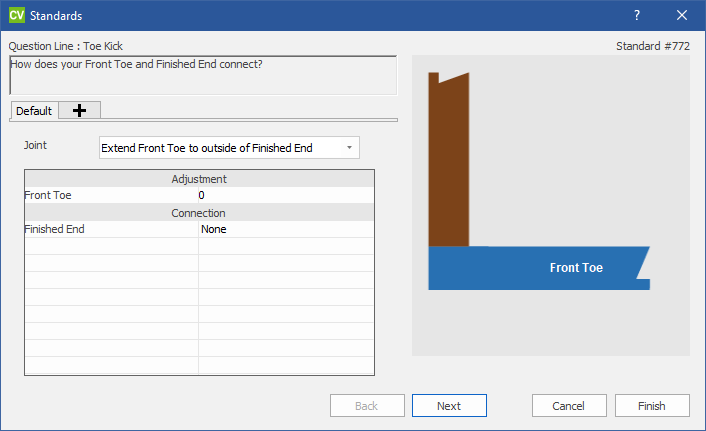 CV Standards ?
Question Line : Toe Kick
Standard #772
How does your Front Toe and Finished End connect?
Default
Joint
Extend Front Toe to outside of Finished End
Adjustment
Front Toe 0
Connection
Finished End None
Front Toe
Back Next Cancel Finish